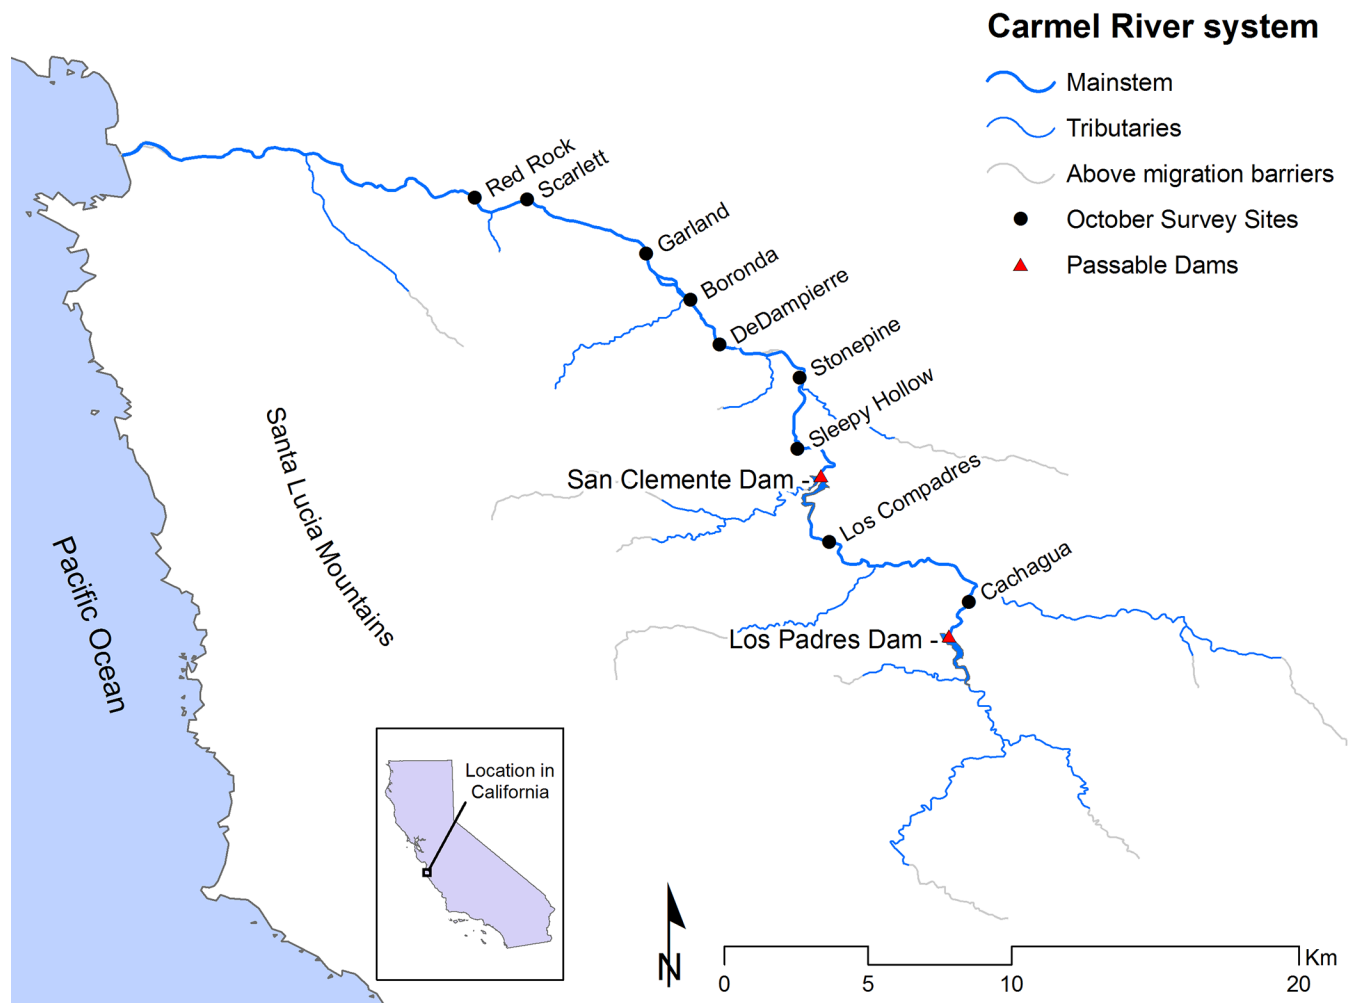 Carmel River system
Mainstem
Tributaries
Above migration barriers
October Survey Sites
Passable Dams
Red Rock
Scarlett
Garland
Boronda
DeDampierre
Stonepine
Sleepy Hollow
San Clemente Dam -
Los Compadres
Cachagua
Los Padres Dam -
Santa Lucia Mountains
Pacific Ocean
Location in
California
N
0 5 10 20 Km